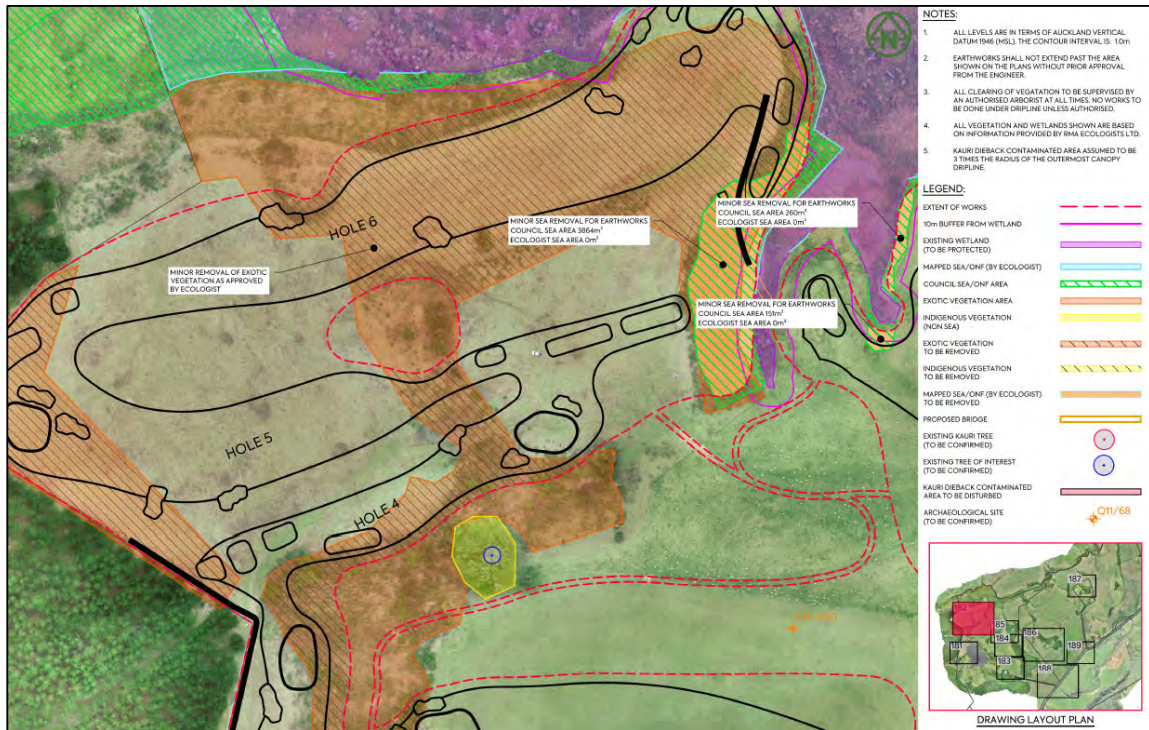 N
HOLE 6
HOLE 5
HOLE 4
MINOR REMOVAL OF EXOTIC
VEGETATION AS APPROVED
BY ECOLOGIST
MINOR SEA REMOVAL FOR EARTHWORKS
COUNCIL SEA AREA 3864m²
ECOLOGIST SEA AREA 0m²
MINOR SEA REMOVAL FOR EARTHWORKS
COUNCIL SEA AREA 260m²
ECOLOGIST SEA AREA 0m²
MINOR SEA REMOVAL FOR EARTHWORKS
COUNCIL SEA AREA 151m²
ECOLOGIST SEA AREA 0m²
NOTES:
1. ALL LEVELS ARE IN TERMS OF AUCKLAND VERTICAL
DATUM 1946 (MSL). THE CONTOUR INTERVAL IS: 1.0m
2. EARTHWORKS SHALL NOT EXTEND PAST THE AREA
SHOWN ON THE PLANS WITHOUT PRIOR APPROVAL
FROM THE ENGINEER.
3. ALL CLEARING OF VEGATATION TO BE SUPERVISED BY
AN AUTHORISED ARBORIST AT ALL TIMES. NO WORKS TO
BE DONE UNDER DRIPLINE UNLESS AUTHORISED.
4. ALL VEGETATION AND WETLANDS SHOWN ARE BASED
ON INFORMATION PROVIDED BY RMA ECOLOGISTS LTD.
5. KAURI DIEBACK CONTAMINATED AREA ASSUMED TO BE
3 TIMES THE RADIUS OF THE OUTERMOST CANOPY
DRIPLINE.
LEGEND:
EXTENT OF WORKS
10m BUFFER FROM WETLAND
EXISTING WETLAND
(TO BE PROTECTED)
MAPPED SEA/ONF (BY ECOLOGIST)
COUNCIL SEA/ONF AREA
EXOTIC VEGETATION AREA
INDIGENOUS VEGETATION
(NON SEA)
EXOTIC VEGETATION
TO BE REMOVED
INDIGENOUS VEGETATION
TO BE REMOVED
MAPPED SEA/ONF (BY ECOLOGIST)
TO BE REMOVED
PROPOSED BRIDGE
EXISTING KAURI TREE
(TO BE CONFIRMED)
EXISTING TREE OF INTEREST
(TO BE CONFIRMED)
KAURI DIEBACK CONTAMINATED
AREA TO BE DISTURBED
ARCHAEOLOGICAL SITE
(TO BE CONFIRMED)
Q11/68
187
182
185
186
184
181
189
183
188
DRAWING LAYOUT PLAN